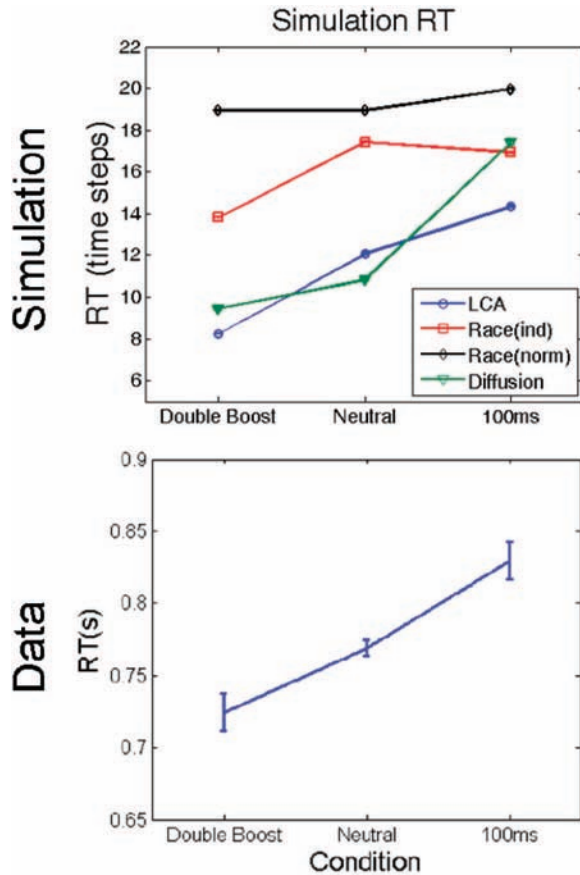 Simulation RT
Simulation
RT (time steps)
22
20
18
16
14
12
10
8
6
LCA
Race(ind)
Race(norm)
Diffusion
Double Boost
Neutral
100ms
Data
RT(s)
0.9
0.85
0.8
0.75
0.7
0.65
Double Boost
Neutral
100ms
Condition